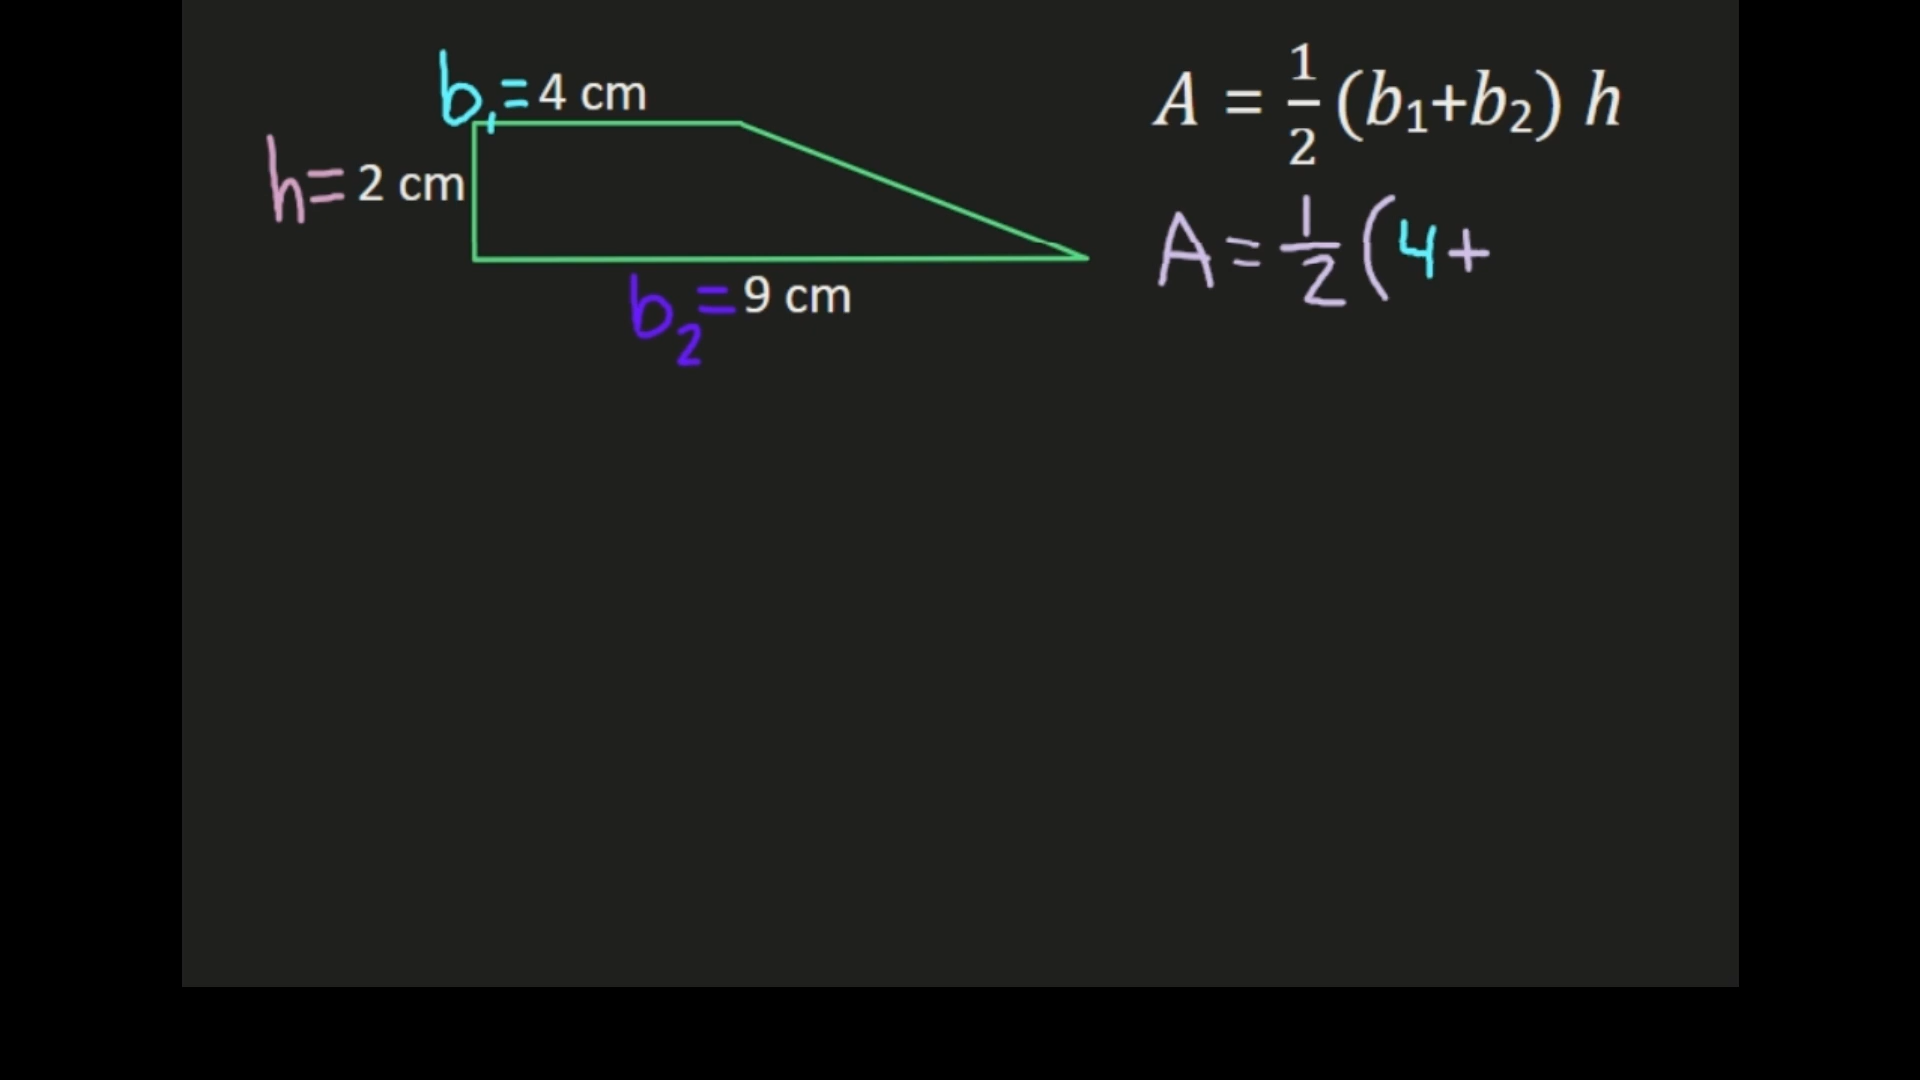 b₁ = 4 cm
h = 2 cm
b₂ = 9 cm
A = 1/2 (b₁+b₂) h
A = 1/2 (4 +